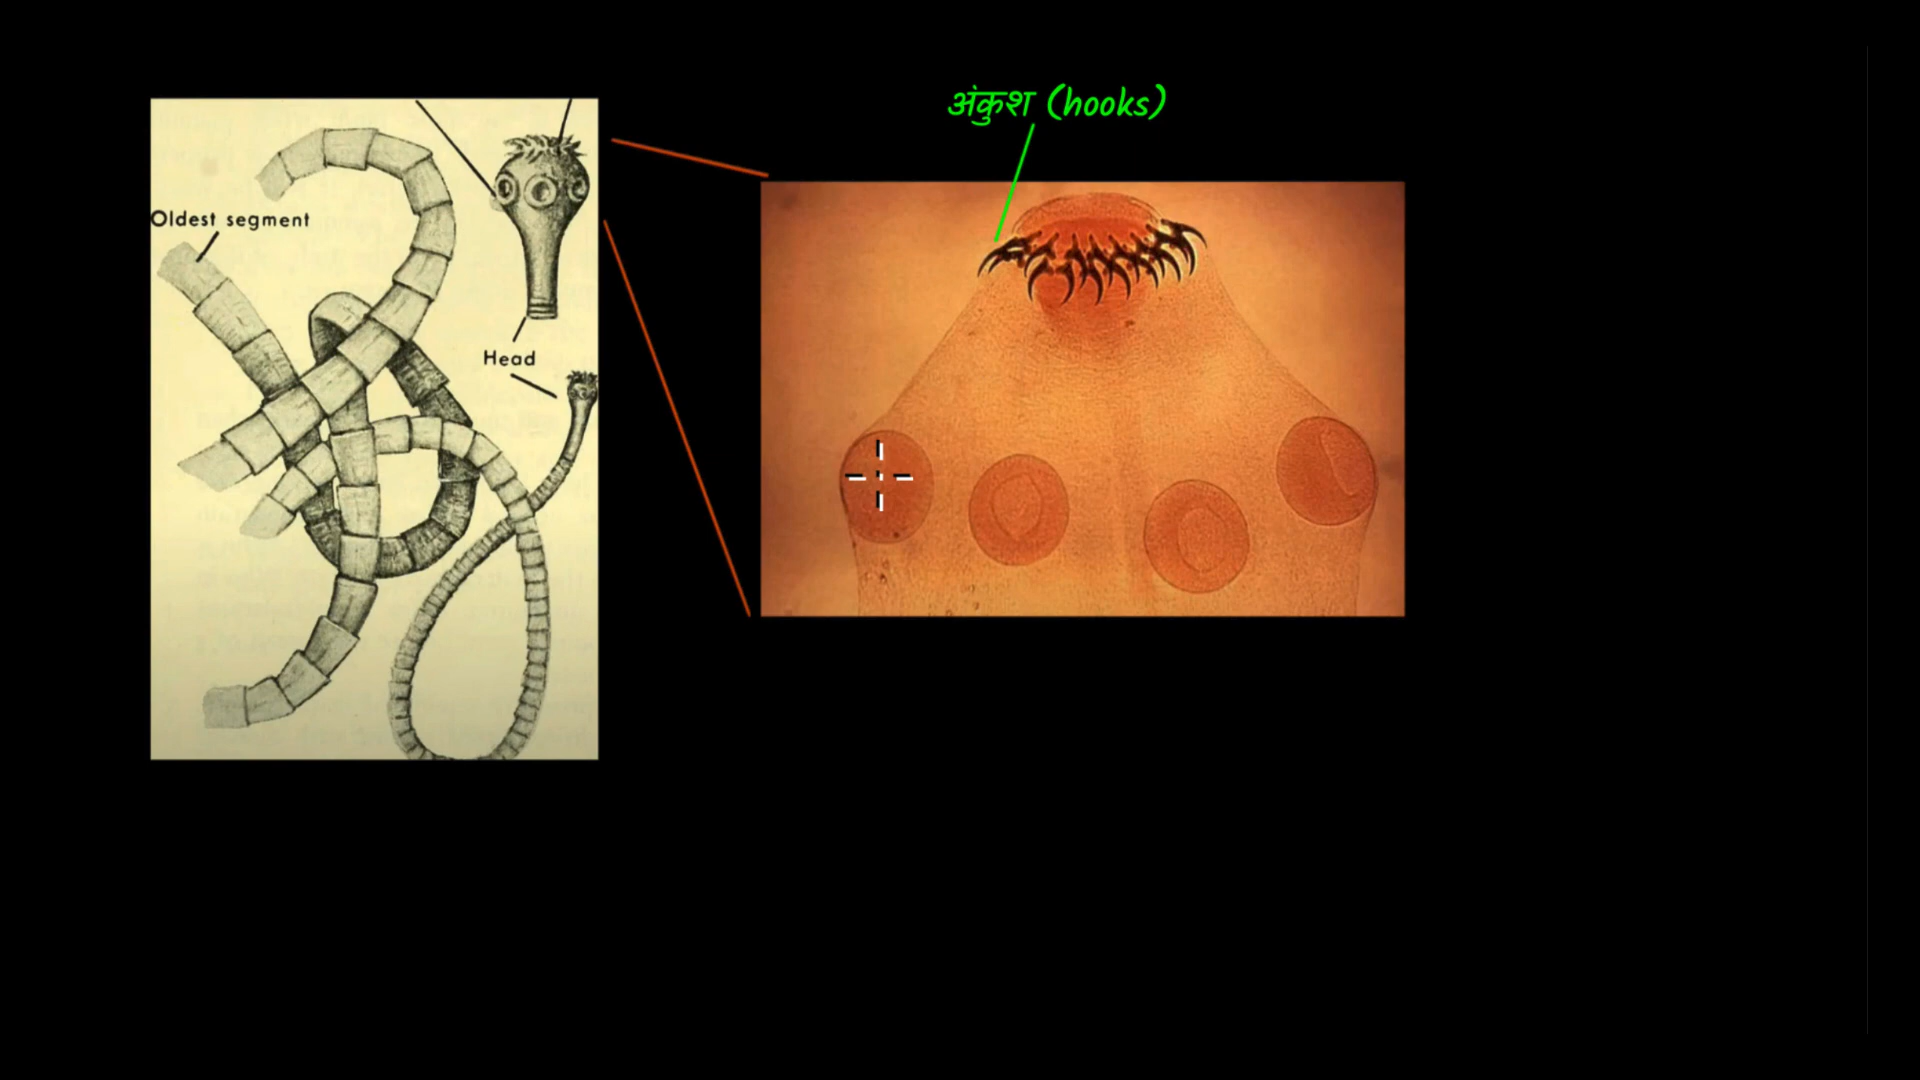 अंकुश (hooks)
Oldest segment
Head